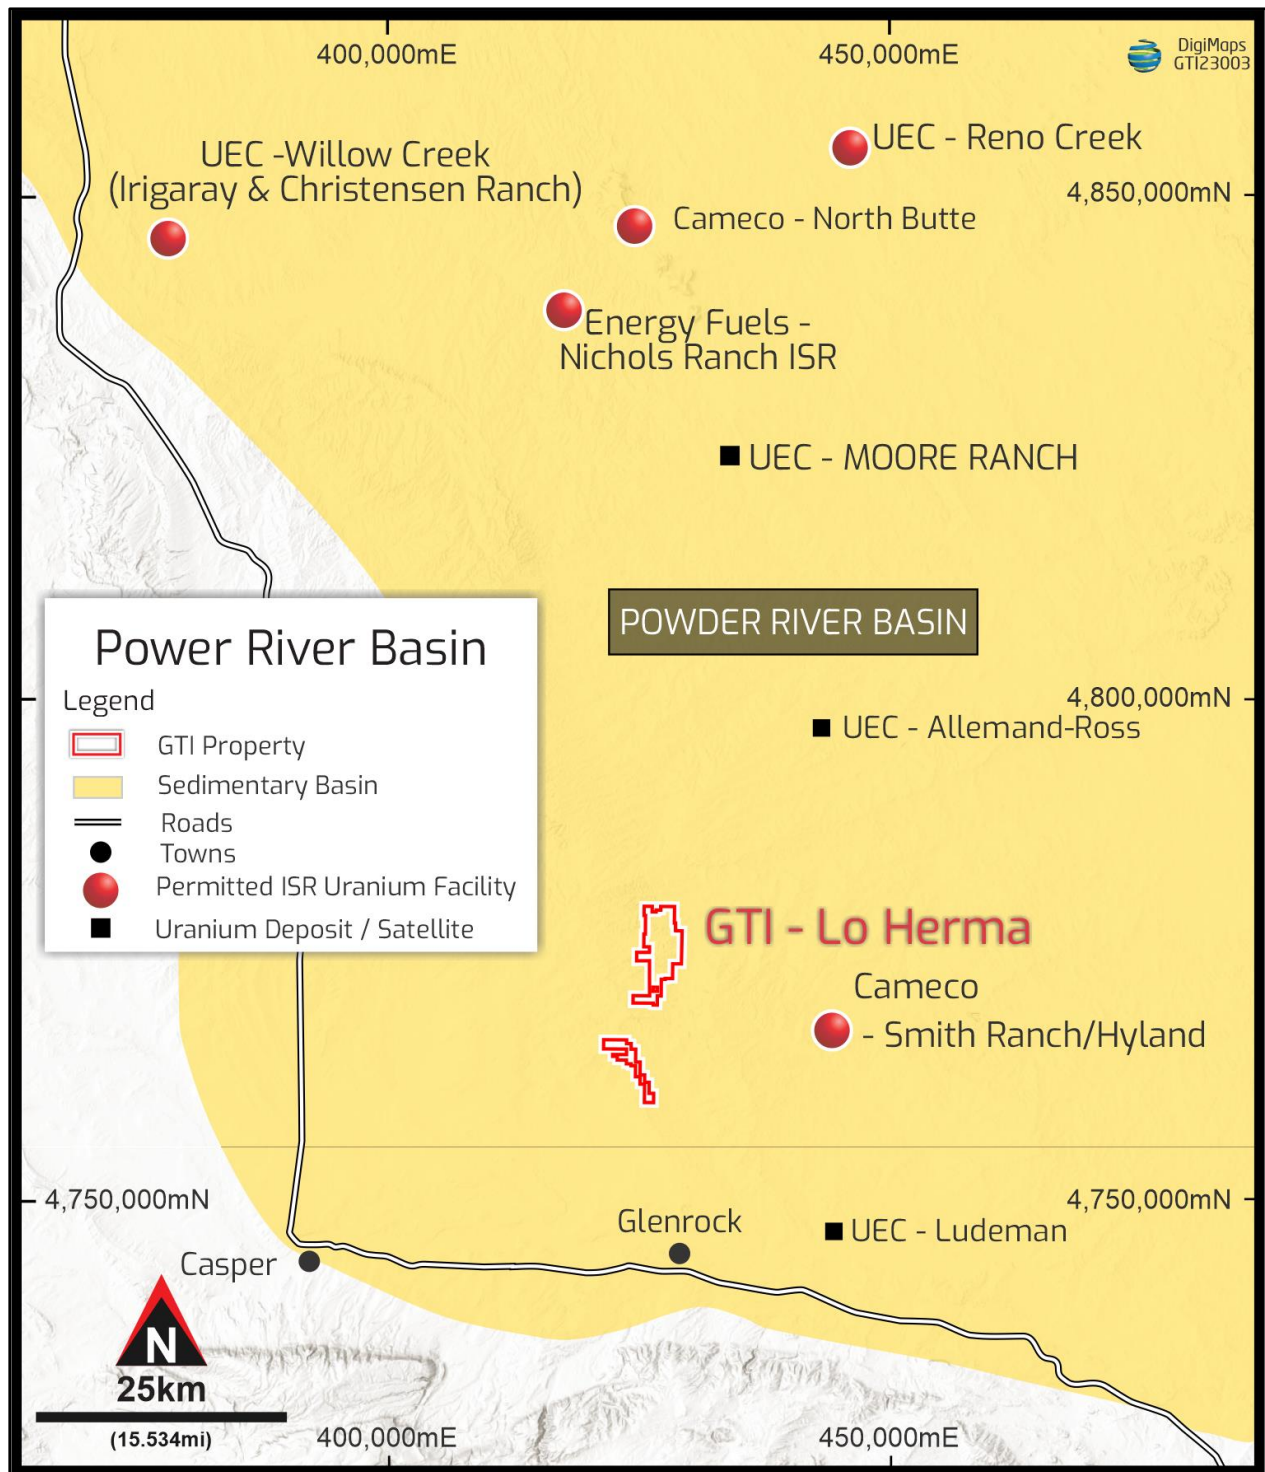 400,000mE
450,000mE
DigiMaps
GTI23003
UEC - Reno Creek
UEC -Willow Creek
(Irigaray & Christensen Ranch)
4,850,000mN
Cameco - North Butte
Energy Fuels -
Nichols Ranch ISR
UEC - MOORE RANCH
POWDER RIVER BASIN
Power River Basin
Legend
GTI Property
Sedimentary Basin
Roads
Towns
Permitted ISR Uranium Facility
Uranium Deposit / Satellite
4,800,000mN
UEC - Allemand-Ross
GTI - Lo Herma
Cameco
- Smith Ranch/Hyland
4,750,000mN
4,750,000mN
Glenrock
UEC - Ludeman
Casper
N
25km
(15.534mi)
400,000mE
450,000mE